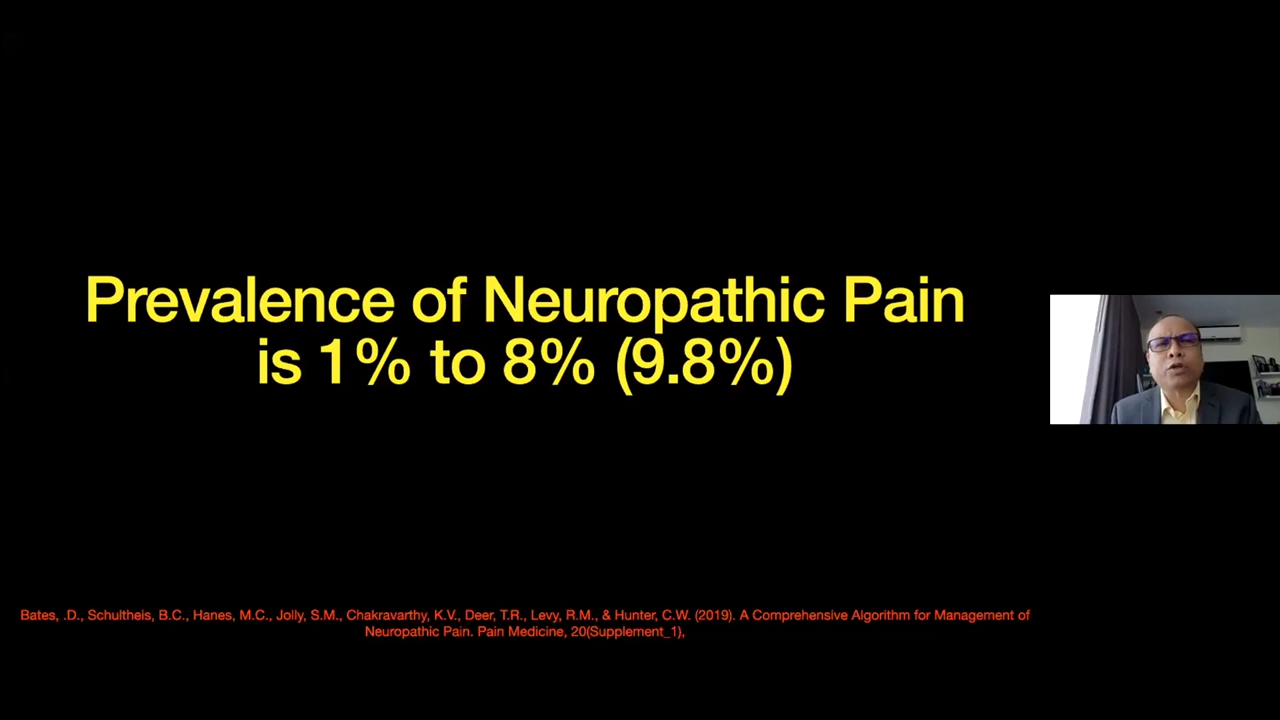 Prevalence of Neuropathic Pain
is 1% to 8% (9.8%)
Bates, .D., Schultheis, B.C., Hanes, M.C., Jolly, S.M., Chakravarthy, K.V., Deer, T.R., Levy, R.M., & Hunter, C.W. (2019). A Comprehensive Algorithm for Management of
Neuropathic Pain. Pain Medicine, 20(Supplement_1),